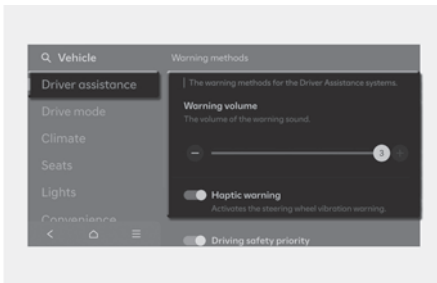 Vehicle
Warning methods
Driver assistance
The warning methods for the Driver Assistance systems.
Drive mode
Warning volume
The volume of the warning sound.
Climate
3
Seats
Lights
Haptic warning
Activates the steering wheel vibration warning.
Convenience
Driving safety priority